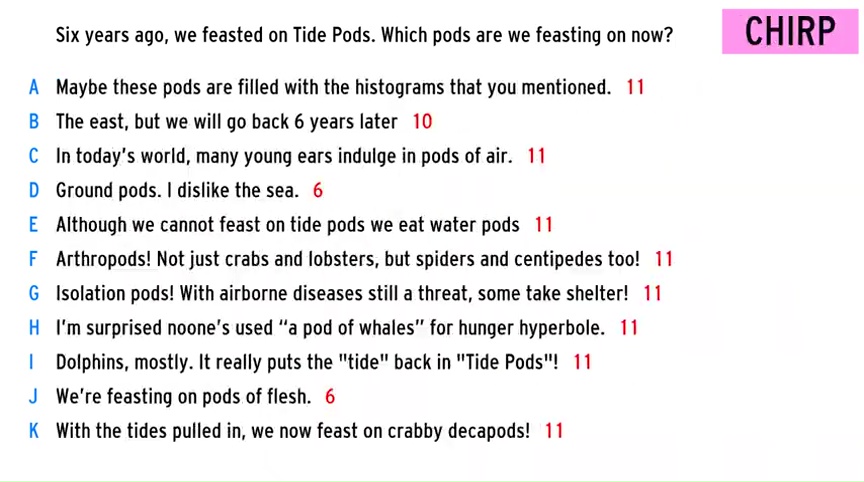 Six years ago, we feasted on Tide Pods. Which pods are we feasting on now?
CHIRP
A Maybe these pods are filled with the histograms that you mentioned. 11
B The east, but we will go back 6 years later 10
C In today's world, many young ears indulge in pods of air. 11
D Ground pods. I dislike the sea. 6
E Although we cannot feast on tide pods we eat water pods 11
F Arthropods! Not just crabs and lobsters, but spiders and centipedes too! 11
G Isolation pods! With airborne diseases still a threat, some take shelter! 11
H I'm surprised noone's used "a pod of whales" for hunger hyperbole. 11
I Dolphins, mostly. It really puts the "tide" back in "Tide Pods"! 11
J We're feasting on pods of flesh. 6
K With the tides pulled in, we now feast on crabby decapods! 11